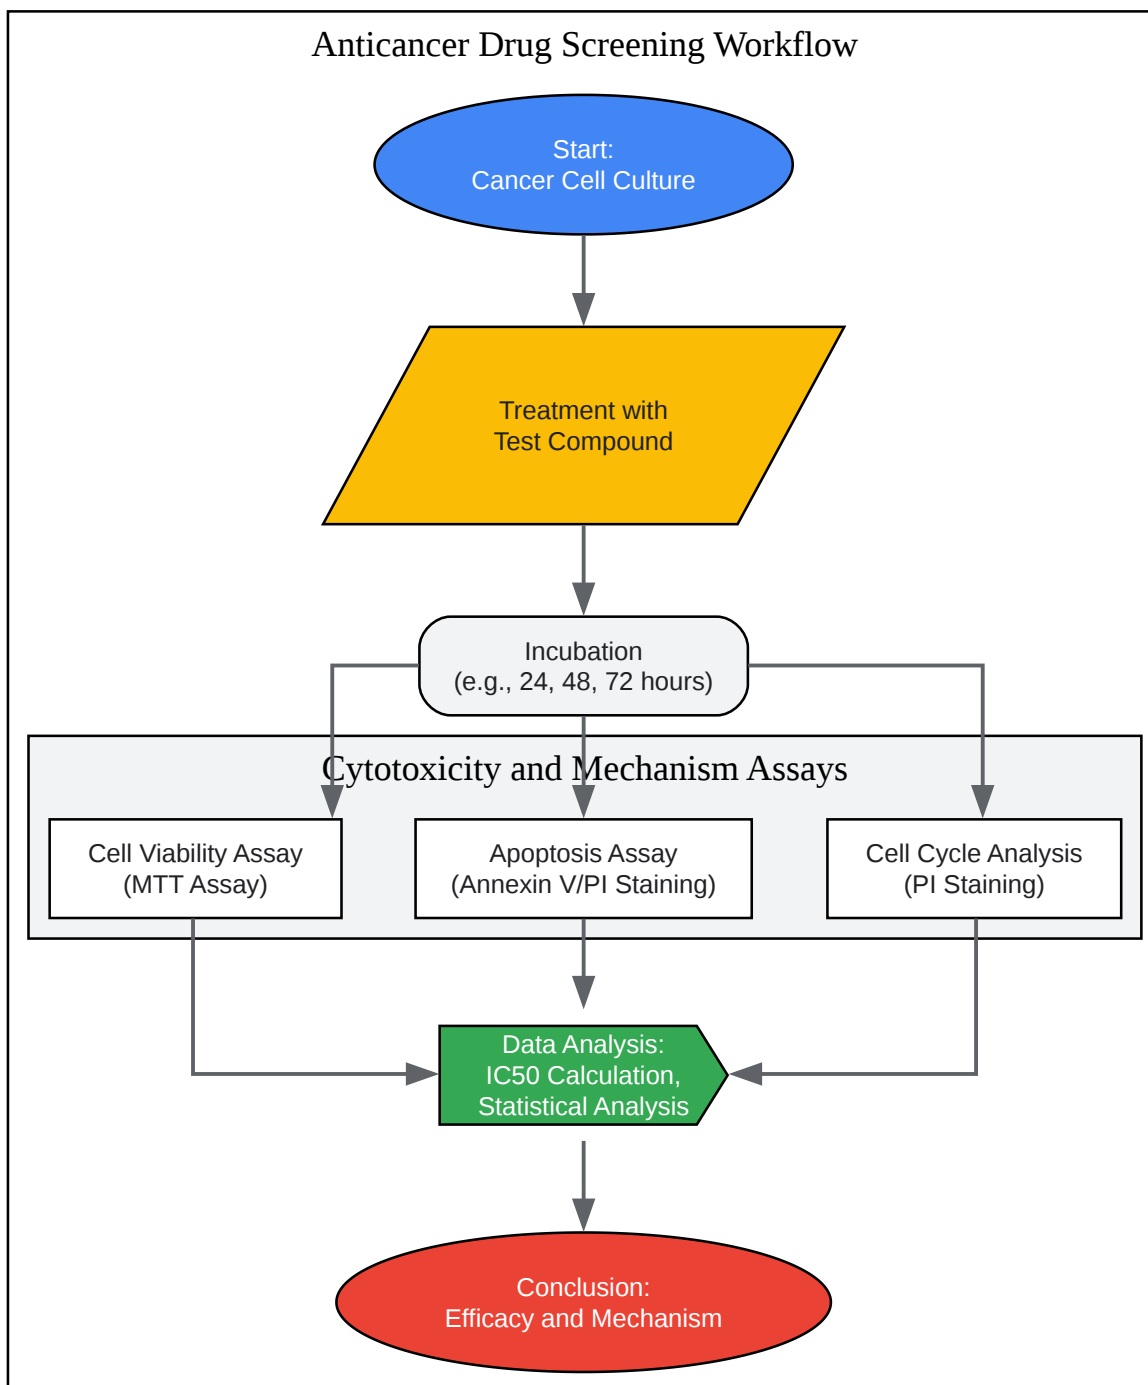 Anticancer Drug Screening Workflow
Start:
Cancer Cell Culture
Treatment with
Test Compound
Incubation
(e.g., 24, 48, 72 hours)
Cytotoxicity and Mechanism Assays
Cell Viability Assay
(MTT Assay)
Apoptosis Assay
(Annexin V/PI Staining)
Cell Cycle Analysis
(PI Staining)
Data Analysis:
IC50 Calculation,
Statistical Analysis
Conclusion:
Efficacy and Mechanism